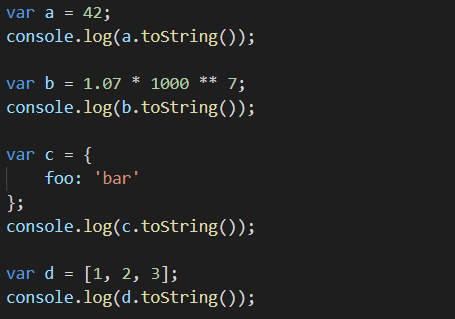 var a = 42;
console.log(a.toString());
var b = 1.07 * 1000 ** 7;
console.log(b.toString());
var c = {
    foo: 'bar'
};
console.log(c.toString());
var d = [1, 2, 3];
console.log(d.toString());